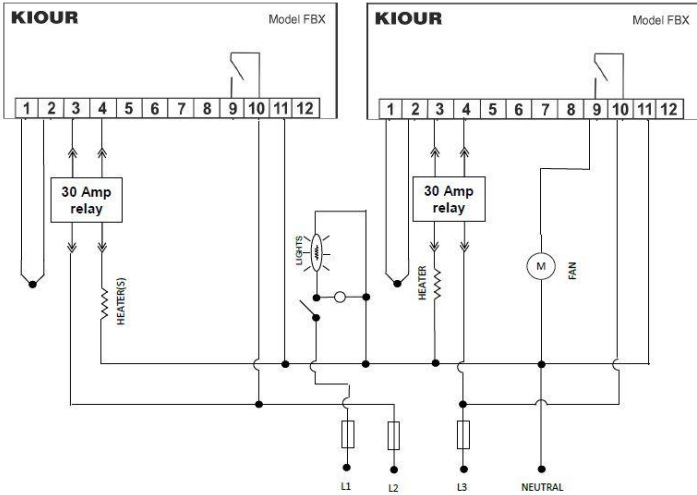 KIOUR Model FBX
1 2 3 4 5 6 7 8 9 10 11 12
30 Amp
relay
HEATER(S)
LIGHTS
KIOUR Model FBX
1 2 3 4 5 6 7 8 9 10 11 12
30 Amp
relay
HEATER
M
FAN
L1 L2 L3 NEUTRAL